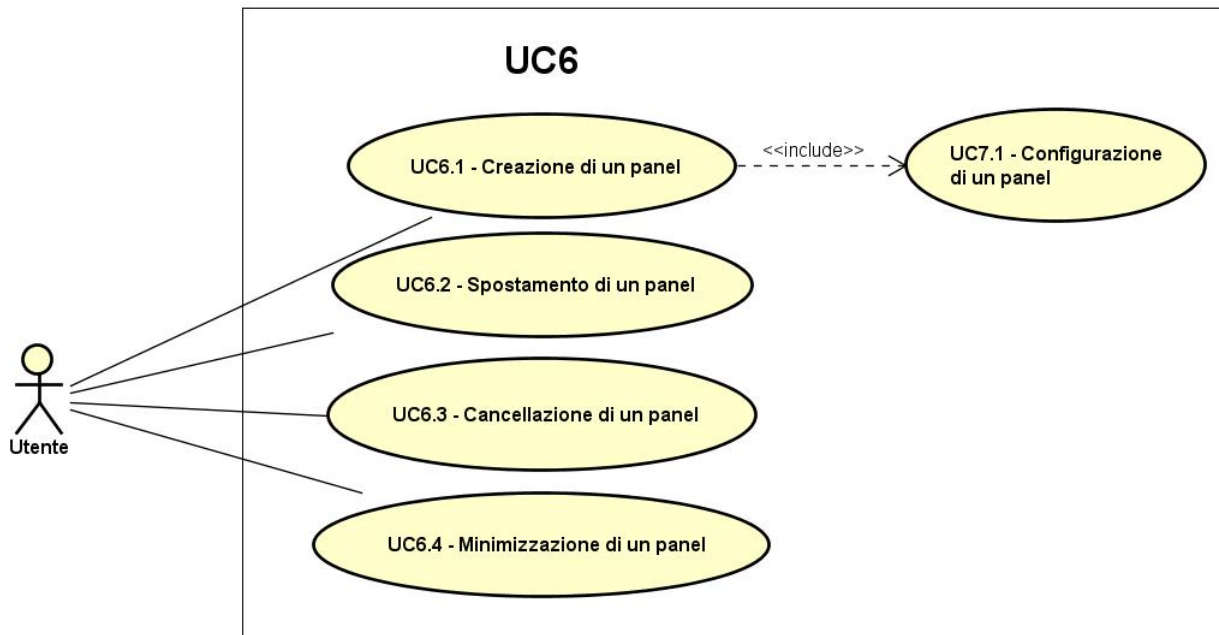 UC6
UC6.1 - Creazione di un panel
<<include>>
UC7.1 - Configurazione
di un panel
UC6.2 - Spostamento di un panel
UC6.3 - Cancellazione di un panel
Utente
UC6.4 - Minimizzazione di un panel